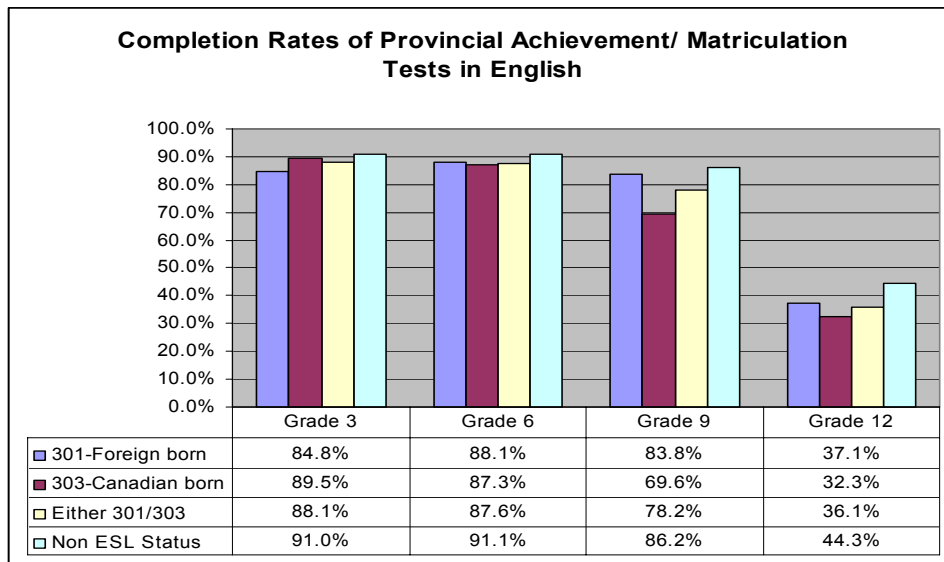 Completion Rates of Provincial Achievement/ Matriculation
Tests in English
100.0%
90.0%
80.0%
70.0%
60.0%
50.0%
40.0%
30.0%
20.0%
10.0%
0.0%
Grade 3 Grade 6 Grade 9 Grade 12
301-Foreign born 84.8% 88.1% 83.8% 37.1%
303-Canadian born 89.5% 87.3% 69.6% 32.3%
Either 301/303 88.1% 87.6% 78.2% 36.1%
Non ESL Status 91.0% 91.1% 86.2% 44.3%